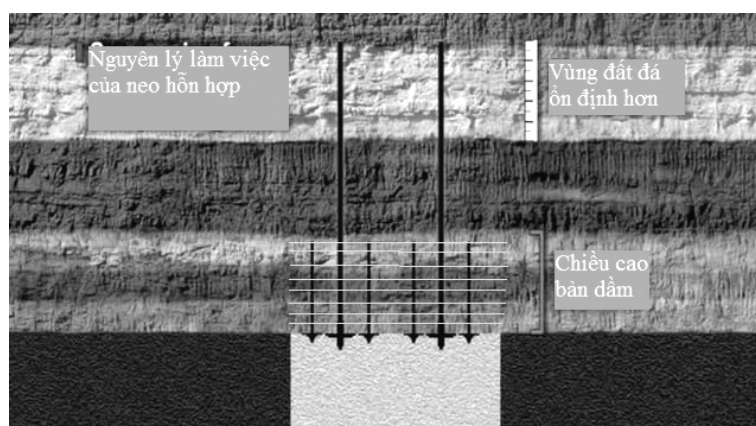 Nguyên lý làm việc
của neo hỗn hợp
Vùng đất đá
ổn định hơn
Chiều cao
bản dầm